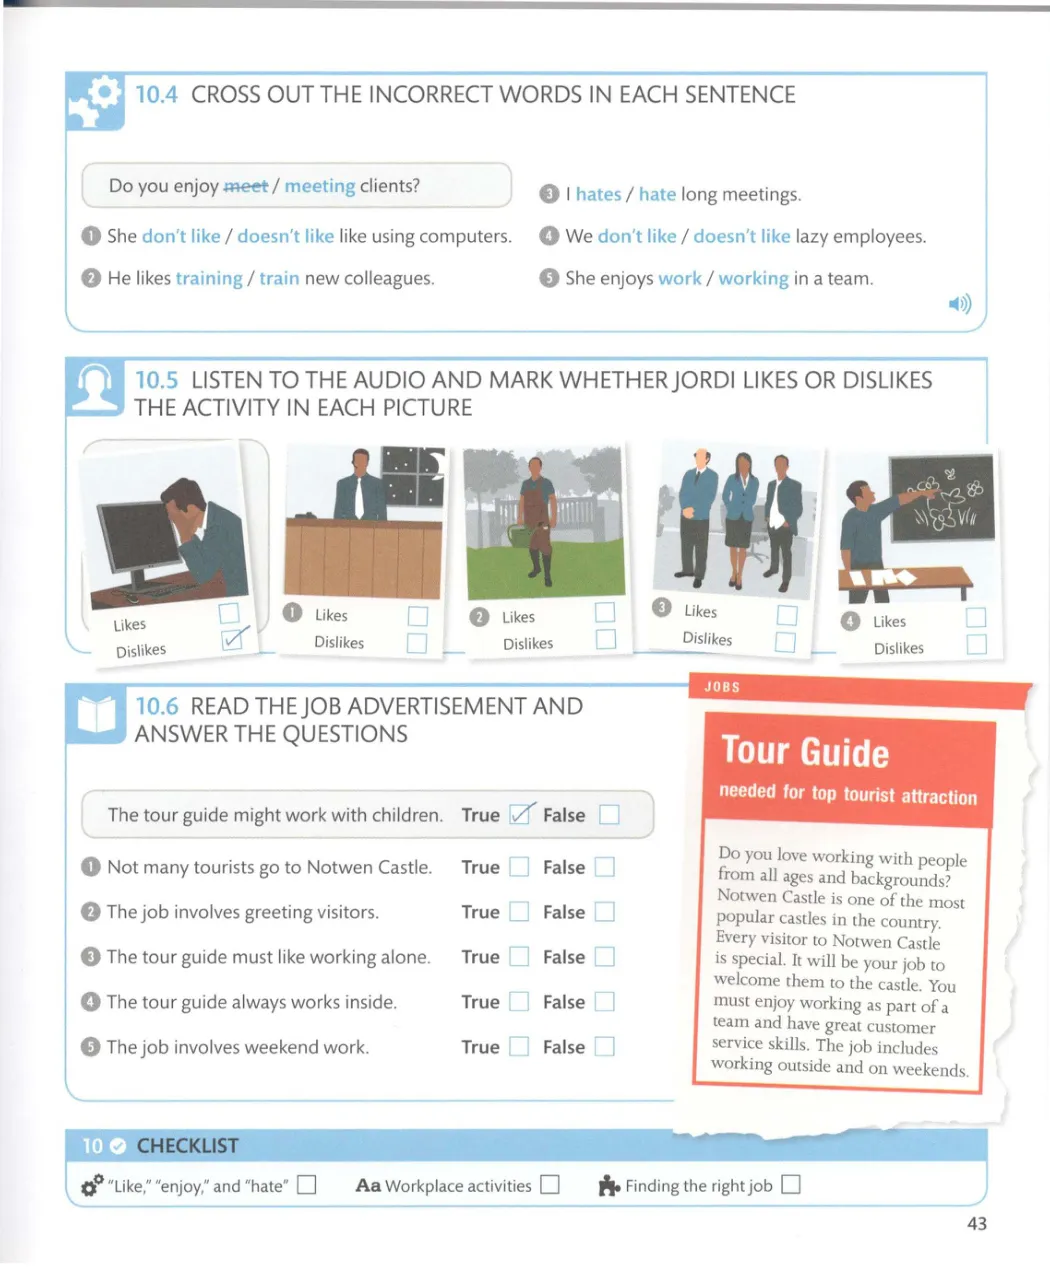 10.4 CROSS OUT THE INCORRECT WORDS IN EACH SENTENCE
Do you enjoy meet / meeting clients?
1 She don't like / doesn't like like using computers.
2 He likes training / train new colleagues.
3 I hates / hate long meetings.
4 We don't like / doesn't like lazy employees.
5 She enjoys work / working in a team.
10.5 LISTEN TO THE AUDIO AND MARK WHETHER JORDI LIKES OR DISLIKES
THE ACTIVITY IN EACH PICTURE
Likes
Dislikes
1 Likes
Dislikes
2 Likes
Dislikes
3 Likes
Dislikes
4 Likes
Dislikes
10.6 READ THE JOB ADVERTISEMENT AND
ANSWER THE QUESTIONS
The tour guide might work with children. True False
1 Not many tourists go to Notwen Castle. True False
2 The job involves greeting visitors. True False
3 The tour guide must like working alone. True False
4 The tour guide always works inside. True False
5 The job involves weekend work. True False
JOBS
Tour Guide
needed for top tourist attraction
Do you love working with people
from all ages and backgrounds?
Notwen Castle is one of the most
popular castles in the country.
Every visitor to Notwen Castle
is special. It will be your job to
welcome them to the castle. You
must enjoy working as part of a
team and have great customer
service skills. The job includes
working outside and on weekends.
10 CHECKLIST
"Like," "enjoy," and "hate" Aa Workplace activities Finding the right job
43